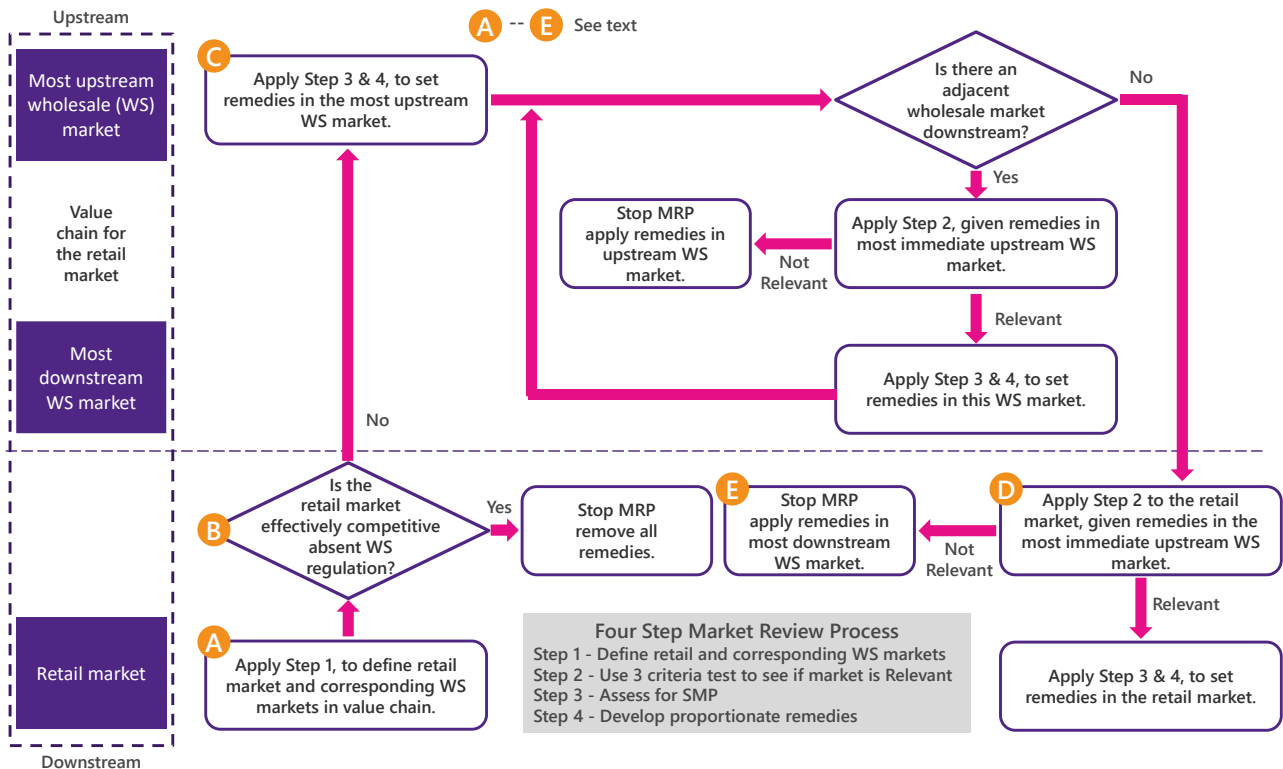 Upstream
A -- E See text
Most upstream
wholesale (WS)
market
C
Apply Step 3 & 4, to set
remedies in the most upstream
WS market.
Is there an
adjacent
wholesale market
downstream?
No
Yes
Value
chain for
the retail
market
Stop MRP
apply remedies in
upstream WS
market.
Not
Relevant
Apply Step 2, given remedies in
most immediate upstream WS
market.
Relevant
Most
downstream
WS market
Apply Step 3 & 4, to set
remedies in this WS market.
No
B
Is the
retail market
effectively competitive
absent WS
regulation?
Yes
Stop MRP
remove all
remedies.
E
Stop MRP
apply remedies in
most downstream
WS market.
Not
Relevant
D
Apply Step 2 to the retail
market, given remedies in the
most immediate upstream WS
market.
Relevant
Retail market
A
Apply Step 1, to define retail
market and corresponding WS
markets in value chain.
Four Step Market Review Process
Step 1 - Define retail and corresponding WS markets
Step 2 - Use 3 criteria test to see if market is Relevant
Step 3 - Assess for SMP
Step 4 - Develop proportionate remedies
Apply Step 3 & 4, to set
remedies in the retail market.
Downstream